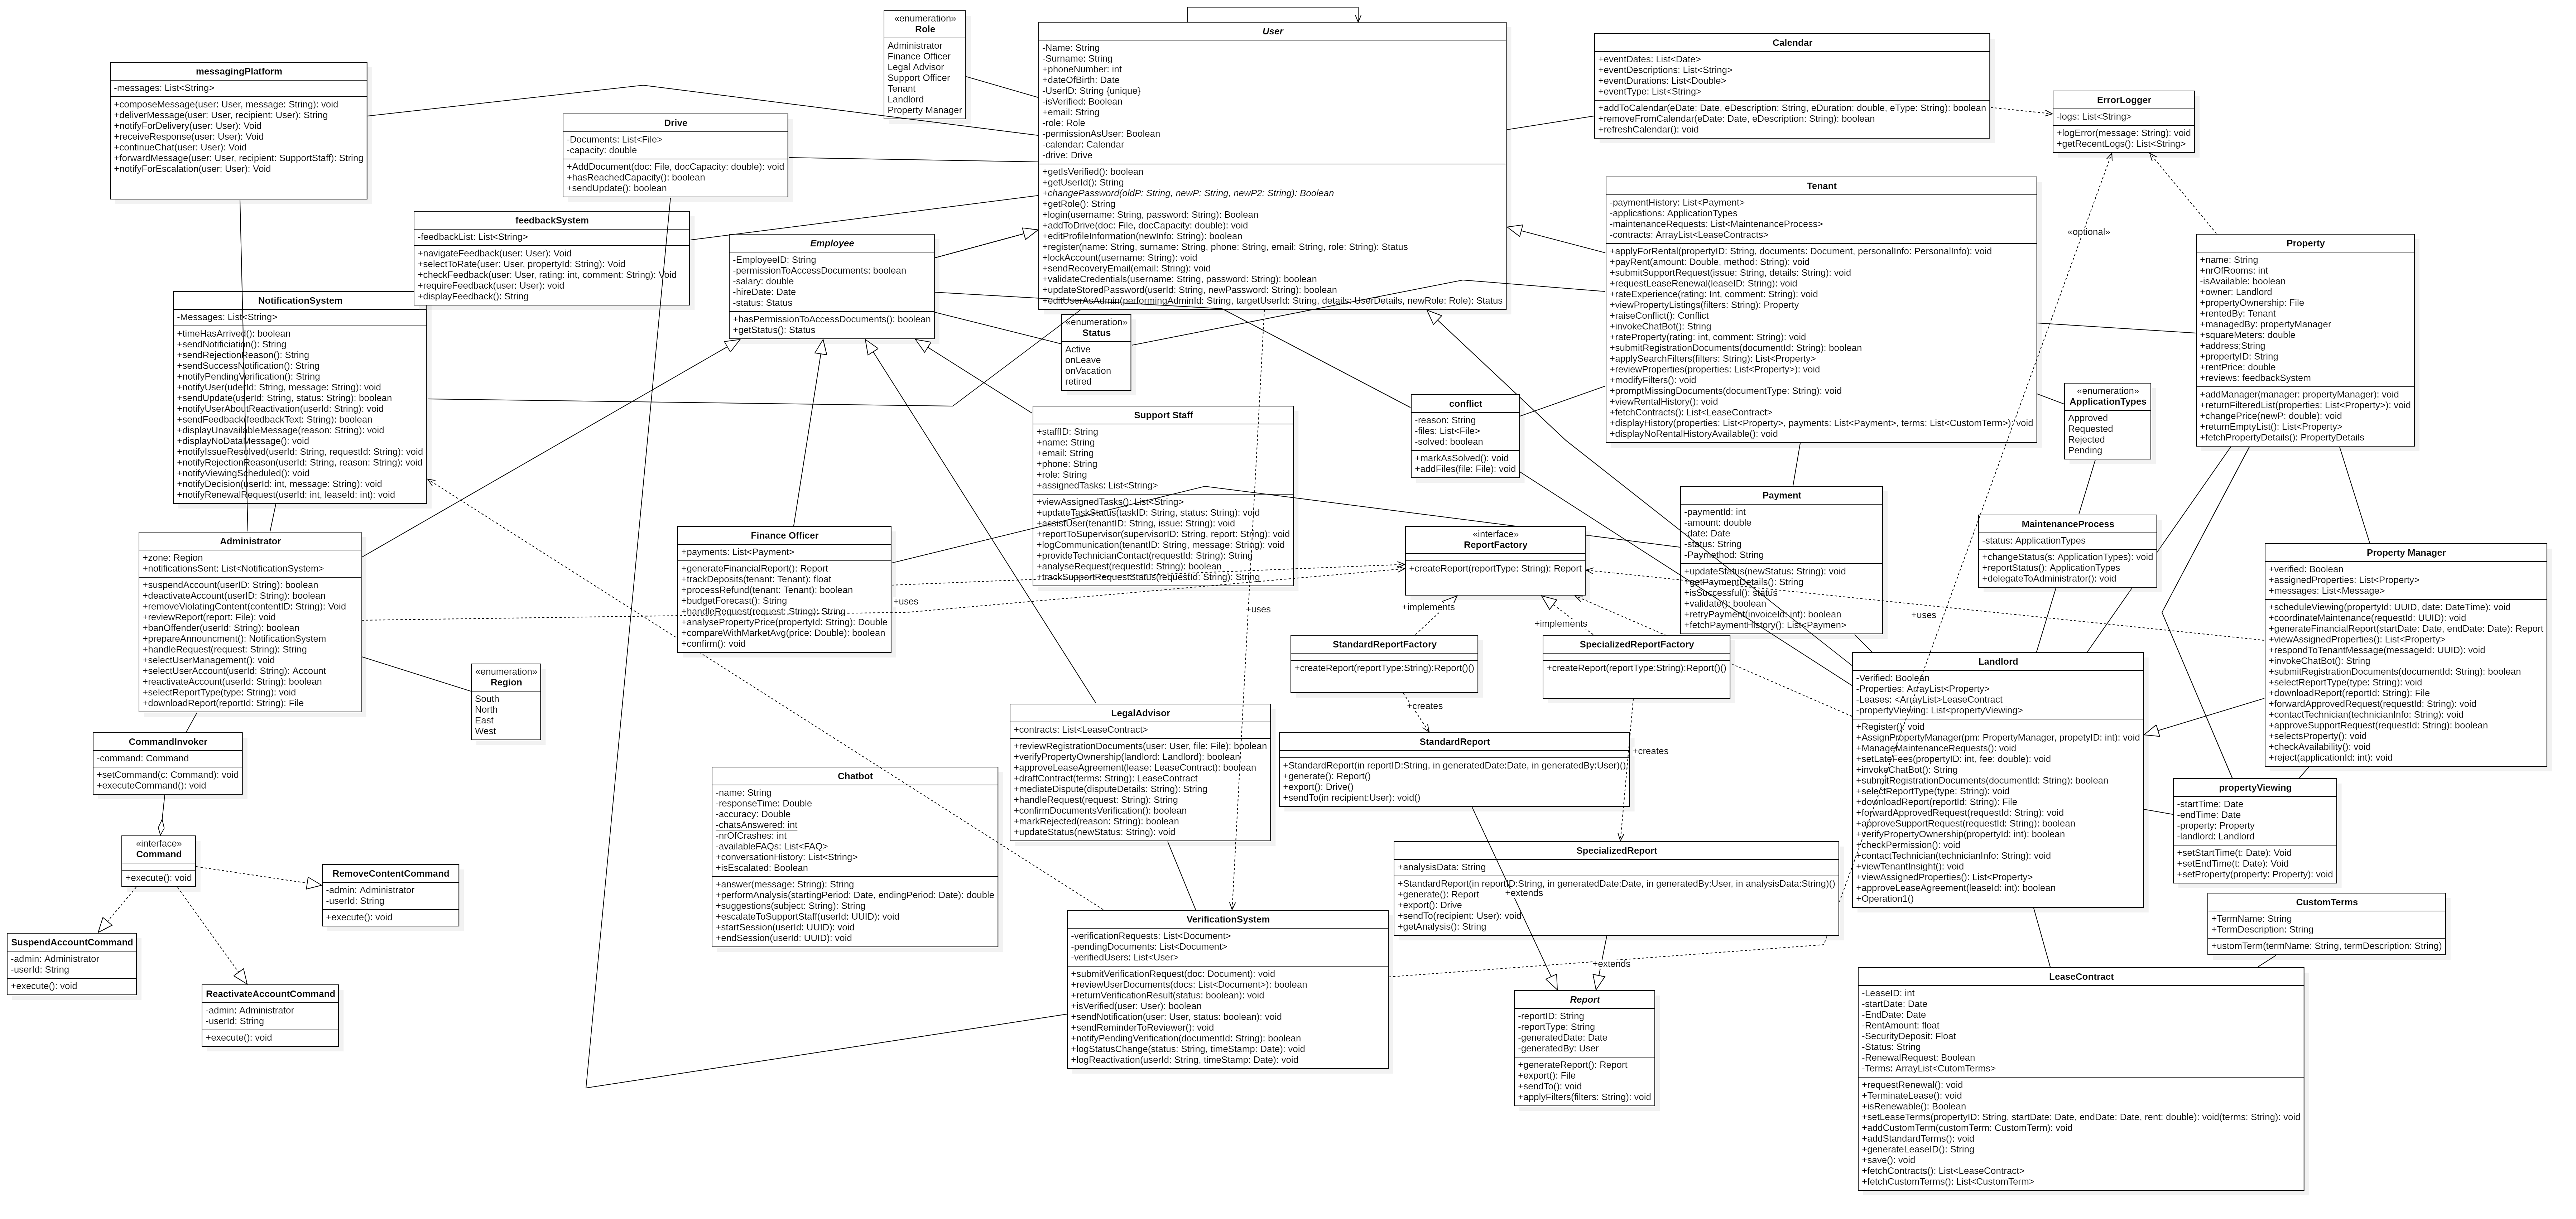 messagingPlatform
-messages: List<String>
+composeMessage(user: User, message: String): void
+deliverMessage(user: User, recipient: User): String
+notifyForDelivery(user: User): Void
+receiveResponse(user: User): Void
+continueChat(user: User): Void
+forwardMessage(user: User, recipient: SupportStaff): String
+notifyForEscalation(user: User): Void
«enumeration»
Role
Administrator
Finance Officer
Legal Advisor
Support Officer
Tenant
Landlord
Property Manager
User
-Name: String
-Surname: String
+phoneNumber: int
+dateOfBirth: Date
-UserID: String {unique}
-isVerified: Boolean
+email: String
-role: Role
-permissionAsUser: Boolean
-calendar: Calendar
-drive: Drive
+getIsVerified(): boolean
+getUserId(): String
+changePassword(oldP: String, newP: String, newP2: String): Boolean
+getRole(): String
+login(username: String, password: String): Boolean
+addToDrive(doc: File, docCapacity: double): void
+editProfileInformation(newInfo: String): boolean
+register(name: String, surname: String, phone: String, email: String, role: String): Status
+lockAccount(username: String): void
+sendRecoveryEmail(email: String): void
+validateCredentials(username: String, password: String): boolean
+updateStoredPassword(userId: String, newPassword: String): boolean
+editUserAsAdmin(performingAdminId: String, targetUserId: String, details: UserDetails, newRole: Role): Status
Calendar
+eventDates: List<Date>
+eventDescriptions: List<String>
+eventDurations: List<Double>
+eventType: List<String>
+addToCalendar(eDate: Date, eDescription: String, eDuration: double, eType: String): boolean
+removeFromCalendar(eDate: Date, eDescription: String): boolean
+refreshCalendar(): void
ErrorLogger
-logs: List<String>
+logError(message: String): void
+getRecentLogs(): List<String>
Drive
-Documents: List<File>
-capacity: double
+AddDocument(doc: File, docCapacity: double): void
+hasReachedCapacity(): boolean
+sendUpdate(): boolean
feedbackSystem
-feedbackList: List<String>
+navigateFeedback(user: User): Void
+selectToRate(user: User, propertyId: String): Void
+checkFeedback(user: User, rating: int, comment: String): Void
+requireFeedback(user: User): void
+displayFeedback(): String
Employee
-EmployeeID: String
-permissionToAccessDocuments: boolean
-salary: double
-hireDate: Date
-status: Status
+hasPermissionToAccessDocuments(): boolean
+getStatus(): Status
Tenant
-paymentHistory: List<Payment>
-applications: ApplicationTypes
-maintenanceRequests: List<MaintenanceProcess>
-contracts: ArrayList<LeaseContracts>
+applyForRental(propertyID: String, documents: Document, personalInfo: PersonalInfo): void
+payRent(amount: Double, method: String): void
+submitSupportRequest(issue: String, details: String): void
+requestLeaseRenewal(leaseID: String): void
+rateExperience(rating: Int, comment: String): void
+viewPropertyListings(filters: String): Property
+raiseConflict(): Conflict
+invokeChatBot(): String
+rateProperty(rating: int, comment: String): void
+submitRegistrationDocuments(documentId: String): boolean
+applySearchFilters(filters: String): List<Property>
+reviewProperties(properties: List<Property>): void
+modifyFilters(): void
+promptMissingDocuments(documentType: String): void
+viewRentalHistory(): void
+fetchContracts(): List<LeaseContract>
+displayHistory(properties: List<Property>, payments: List<Payment>, terms: List<CustomTerm>): void
+displayNoRentalHistoryAvailable(): void
«optional»
Property
+name: String
+nrOfRooms: int
-isAvailable: boolean
+owner: Landlord
+propertyOwnership: File
+rentedBy: Tenant
+managedBy: propertyManager
+squareMeters: double
+address;String
+propertyID: String
+rentPrice: double
+reviews: feedbackSystem
+addManager(manager: propertyManager): void
+returnFilteredList(properties: List<Property>): void
+changePrice(newP: double): void
+returnEmptyList(): List<Property>
+fetchPropertyDetails(): PropertyDetails
NotificationSystem
-Messages: List<String>
+timeHasArrived(): boolean
+sendNotificiation(): String
+sendRejectionReason(): String
+sendSuccessNotification(): String
+notifyPendingVerification(): String
+notifyUser(uderId: String, message: String): void
+sendUpdate(userId: String, status: String): boolean
+notifyUserAboutReactivation(userId: String): void
+sendFeedback(feedbackText: String): boolean
+displayUnavailableMessage(reason: String): void
+displayNoDataMessage(): void
+notifyIssueResolved(userId: String, requestId: String): void
+notifyRejectionReason(userId: String, reason: String): void
+notifyViewingScheduled(): void
+notifyDecision(userId: int, message: String): void
+notifyRenewalRequest(userId: int, leaseId: int): void
«enumeration»
Status
Active
onLeave
onVacation
retired
conflict
-reason: String
-files: List<File>
-solved: boolean
+markAsSolved(): void
+addFiles(file: File): void
«enumeration»
ApplicationTypes
Approved
Requested
Rejected
Pending
Support Staff
+staffID: String
+name: String
+email: String
+phone: String
+role: String
+assignedTasks: List<String>
+viewAssignedTasks(): List<String>
+updateTaskStatus(taskID: String, status: String): void
+assistUser(tenantID: String, issue: String): void
+reportToSupervisor(supervisorID: String, report: String): void
+logCommunication(tenantID: String, message: String): void
+provideTechnicianContact(requestId: String): String
+analyseRequest(requestId: String): boolean
+trackSupportRequestStatus(requestId: String): String
Administrator
+zone: Region
+notificationsSent: List<NotificationSystem>
+suspendAccount(userID: String): boolean
+deactivateAccount(userID: String): boolean
+removeViolatingContent(contentID: String): Void
+reviewReport(report: File): void
+banOffender(userId: String): boolean
+prepareAnnouncment(): NotificationSystem
+handleRequest(request: String): String
+selectUserManagement(): void
+selectUserAccount(userId: String): Account
+reactivateAccount(userId: String): boolean
+selectReportType(type: String): void
+downloadReport(reportId: String): File
Finance Officer
+payments: List<Payment>
+generateFinancialReport(): Report
+trackDeposits(tenant: Tenant): float
+processRefund(tenant: Tenant): boolean
+budgetForecast(): String
+handleRequest(request: String): String
+analysePropertyPrice(propertyId: String): Double
+compareWithMarketAvg(price: Double): boolean
+confirm(): void
+uses
+uses
«interface»
ReportFactory
+createReport(reportType: String): Report
+implements
+implements
Payment
-paymentId: int
-amount: double
-date: Date
-status: String
-Paymethod: String
+updateStatus(newStatus: String): void
+getPaymentDetails(): String
+isSuccessful(): status
+validate(): boolean
+retryPayment(invoiceId: int): boolean
+fetchPaymentHistory(): List<Paymen>
MaintenanceProcess
-status: ApplicationTypes
+changeStatus(s: ApplicationTypes): void
+reportStatus(): ApplicationTypes
+delegateToAdministrator(): void
+uses
Property Manager
+verified: Boolean
+assignedProperties: List<Property>
+messages: List<Message>
+scheduleViewing(propertyId: UUID, date: DateTime): void
+coordinateMaintenance(requestId: UUID): void
+generateFinancialReport(startDate: Date, endDate: Date): Report
+viewAssignedProperties(): List<Property>
+respondToTenantMessage(messageId: UUID): void
+invokeChatBot(): String
+submitRegistrationDocuments(documentId: String): boolean
+selectReportType(type: String): void
+downloadReport(reportId: String): File
+forwardApprovedRequest(requestId: String): void
+contactTechnician(technicianInfo: String): void
+approveSupportRequest(requestId: String): boolean
+selectsProperty(): void
+checkAvailability(): void
+reject(applicationId: int): void
StandardReportFactory
+createReport(reportType:String):Report()()
SpecializedReportFactory
+createReport(reportType:String):Report()()
+creates
+creates
Landlord
-Verified: Boolean
-Properties: ArrayList<Property>
-Leases: <ArrayList>LeaseContract
-propertyViewing: List<propertyViewing>
+Register(): void
+AssignPropertyManager(pm: PropertyManager, propetyID: int): void
+ManageMaintenanceRequests(): void
+setLateFees(propertyID: int, fee: double): void
+invokeChatBot(): String
+submitRegistrationDocuments(documentId: String): boolean
+selectReportType(type: String): void
+downloadReport(reportId: String): File
+forwardApprovedRequest(requestId: String): void
+approveSupportRequest(requestId: String): boolean
+verifyPropertyOwnership(propertyId: int): boolean
+checkPermission(): void
+contactTechnician(technicianInfo: String): void
+viewTenantInsight(): void
+viewAssignedProperties(): List<Property>
+approveLeaseAgreement(leaseId: int): boolean
+Operation1()
«enumeration»
Region
South
North
East
West
CommandInvoker
-command: Command
+setCommand(c: Command): void
+executeCommand(): void
LegalAdvisor
+contracts: List<LeaseContract>
+reviewRegistrationDocuments(user: User, file: File): boolean
+verifyPropertyOwnership(landlord: Landlord): boolean
+approveLeaseAgreement(lease: LeaseContract): boolean
+draftContract(terms: String): LeaseContract
+mediateDispute(disputeDetails: String): String
+handleRequest(request: String): String
+confirmDocumentsVerification(): boolean
+markRejected(reason: String): boolean
+updateStatus(newStatus: String): void
StandardReport
+StandardReport(in reportID:String, in generatedDate:Date, in generatedBy:User)()
+generate(): Report()
+export(): Drive()
+sendTo(in recipient:User): void()
Chatbot
-name: String
-responseTime: Double
-accuracy: Double
-chatsAnswered: int
-nrOfCrashes: int
-availableFAQs: List<FAQ>
+conversationHistory: List<String>
+isEscalated: Boolean
+answer(message: String): String
+performAnalysis(startingPeriod: Date, endingPeriod: Date): double
+suggestions(subject: String): String
+escalateToSupportStaff(userId: UUID): void
+startSession(userId: UUID): void
+endSession(userId: UUID): void
propertyViewing
-startTime: Date
-endTime: Date
-property: Property
-landlord: Landlord
+setStartTime(t: Date): Void
+setEndTime(t: Date): Void
+setProperty(property: Property): void
«interface»
Command
+execute(): void
RemoveContentCommand
-admin: Administrator
-userId: String
+execute(): void
SpecializedReport
+analysisData: String
+StandardReport(in reportID:String, in generatedDate:Date, in generatedBy:User, in analysisData:String)()
+generate(): Report
+export(): Drive
+sendTo(recipient: User): void
+getAnalysis(): String
+extends
+extends
CustomTerms
+TermName: String
+TermDescription: String
+ustomTerm(termName: String, termDescription: String)
SuspendAccountCommand
-admin: Administrator
-userId: String
+execute(): void
ReactivateAccountCommand
-admin: Administrator
-userId: String
+execute(): void
VerificationSystem
-verificationRequests: List<Document>
-pendingDocuments: List<Document>
-verifiedUsers: List<User>
+submitVerificationRequest(doc: Document): void
+reviewUserDocuments(docs: List<Document>): boolean
+returnVerificationResult(status: boolean): void
+isVerified(user: User): boolean
+sendNotification(user: User, status: boolean): void
+sendReminderToReviewer(): void
+notifyPendingVerification(documentId: String): boolean
+logStatusChange(status: String, timeStamp: Date): void
+logReactivation(userId: String, timeStamp: Date): void
Report
-reportID: String
-reportType: String
-generatedDate: Date
-generatedBy: User
+generateReport(): Report
+export(): File
+sendTo(): void
+applyFilters(filters: String): void
LeaseContract
-LeaseID: int
-startDate: Date
-EndDate: Date
-RentAmount: float
-SecurityDeposit: Float
-Status: String
-RenewalRequest: Boolean
-Terms: ArrayList<CutomTerms>
+requestRenewal(): void
+TerminateLease(): void
+isRenewable(): Boolean
+setLeaseTerms(propertyID: String, startDate: Date, endDate: Date, rent: double): void(terms: String): void
+addCustomTerm(customTerm: CustomTerm): void
+addStandardTerms(): void
+generateLeaseID(): String
+save(): void
+fetchContracts(): List<LeaseContract>
+fetchCustomTerms(): List<CustomTerm>